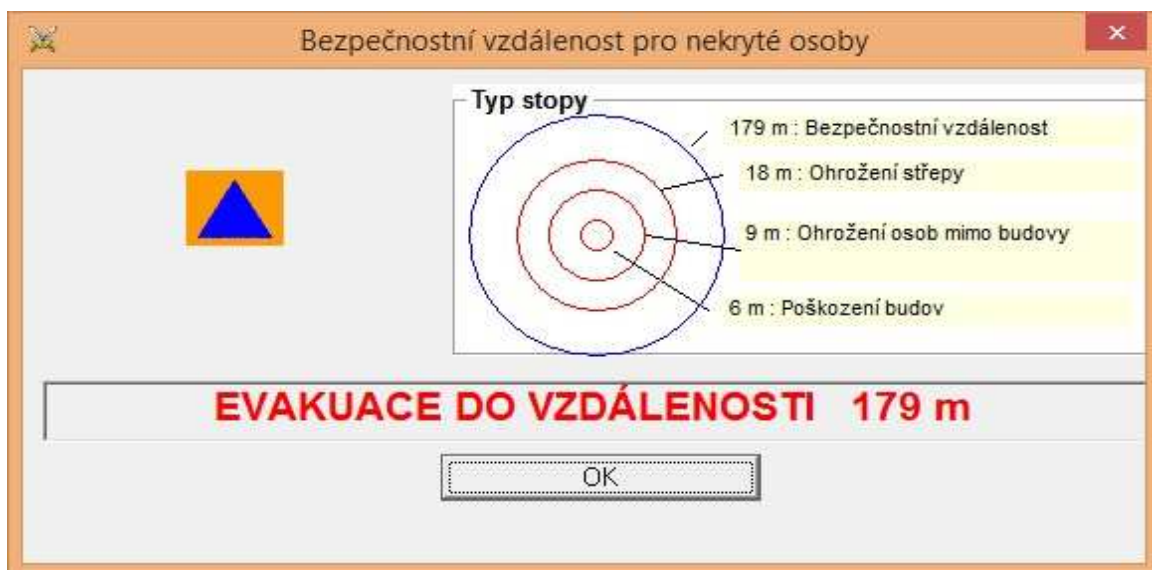 Bezpečnostní vzdálenost pro nekryté osoby
Typ stopy
179 m : Bezpečnostní vzdálenost
18 m : Ohrožení střepy
9 m : Ohrožení osob mimo budovy
6 m : Poškození budov
EVAKUACE DO VZDÁLENOSTI 179 m
OK